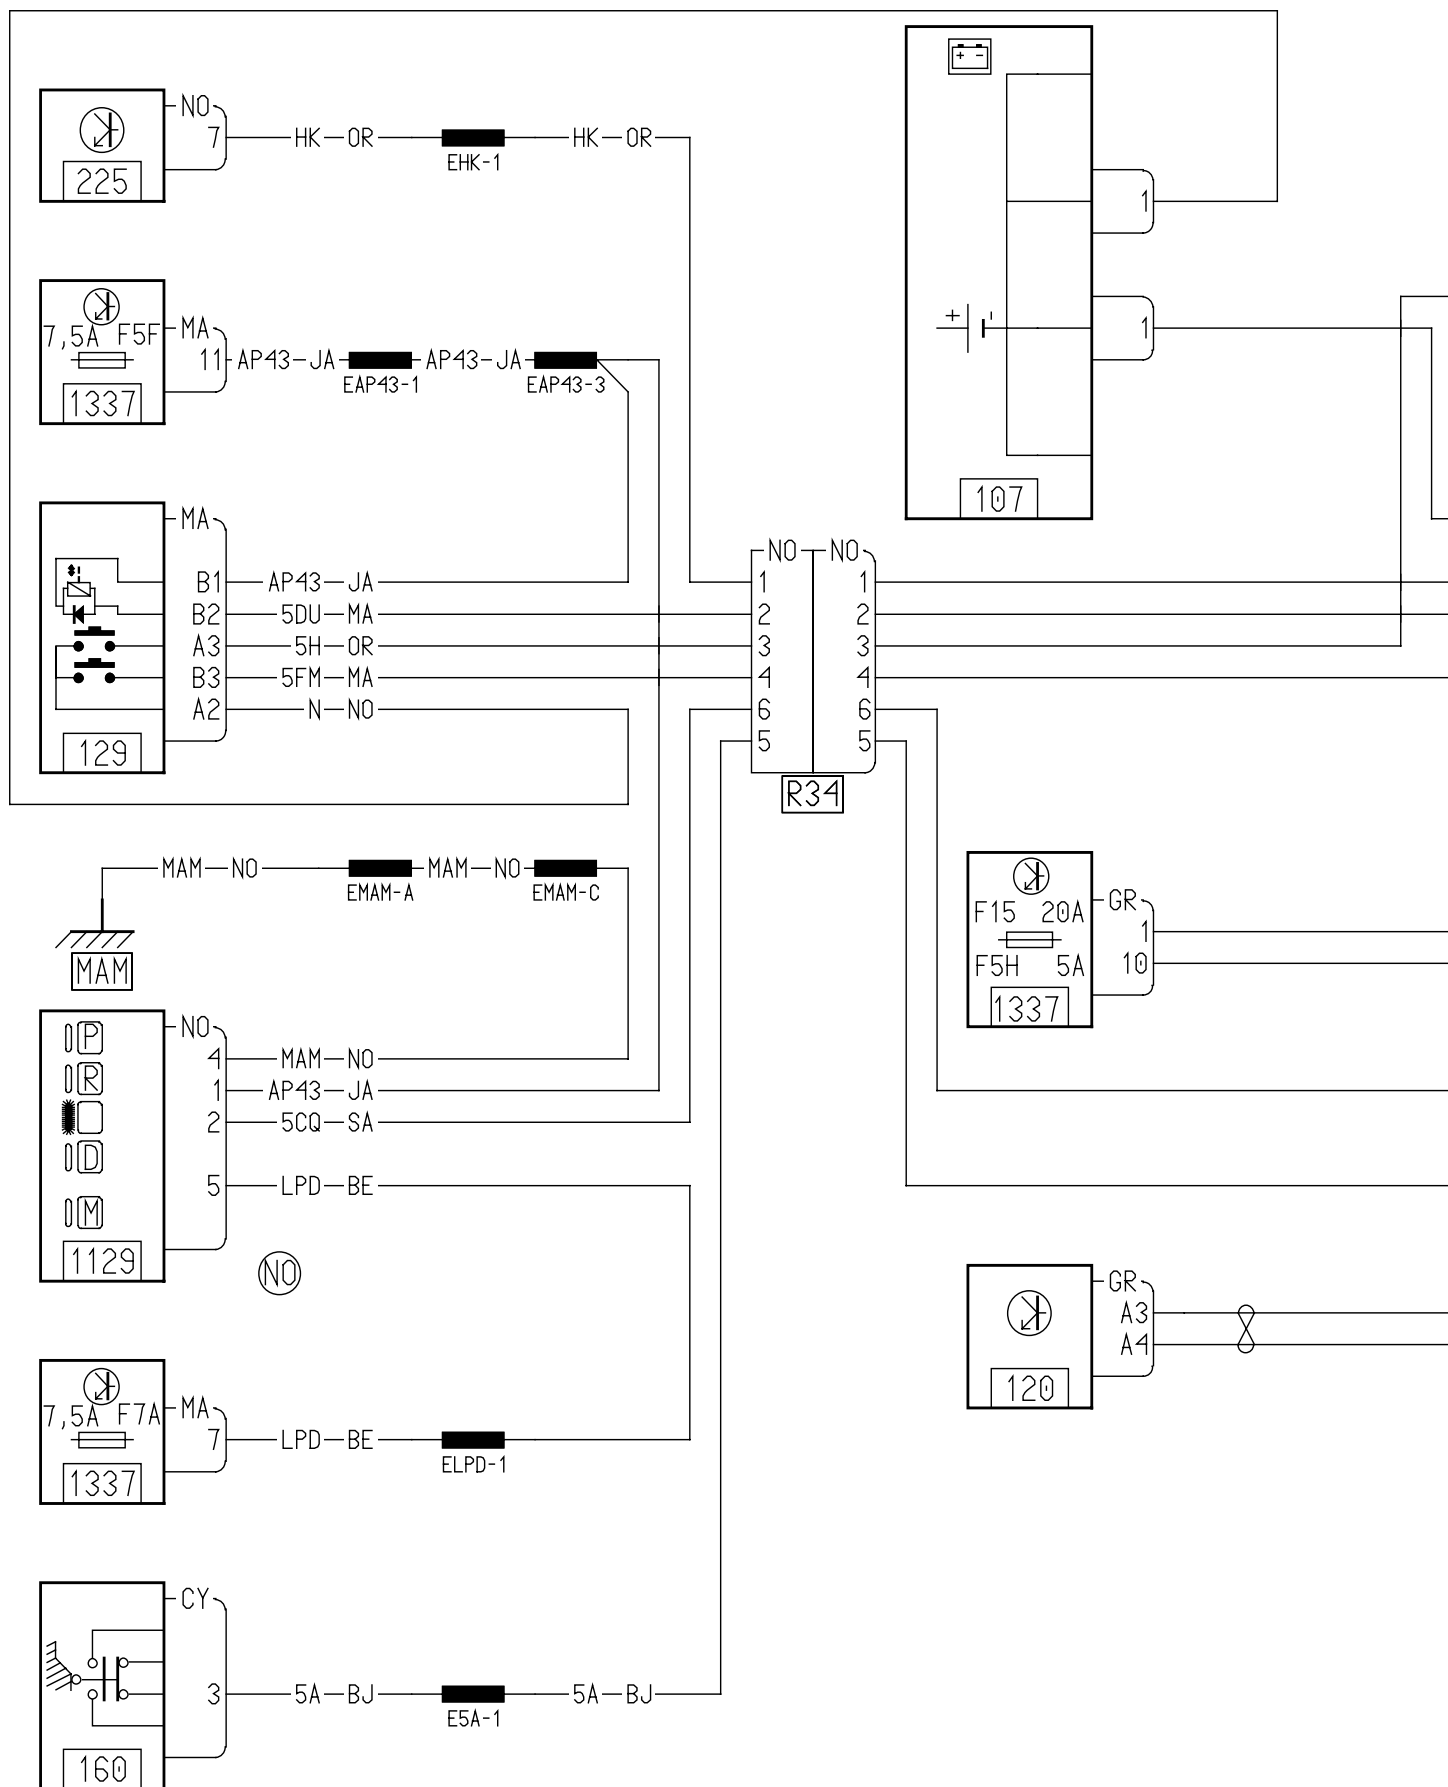 NO
7 HK OR HK OR
EHK-1
225
+ -
1
7,5A F5F MA
11 AP43 JA AP43 JA
EAP43-1 EAP43-3
1337
+ -
1
107
MA
B1 AP43 JA
B2 5DU MA
A3 5H OR
B3 5FM MA
A2 N NO
129
NO NO
1 1
2 2
3 3
4 4
6 6
5 5
R34
MAM NO MAM NO
EMAM-A EMAM-C
MAM
F15 20A GR
1
F5H 5A 10
1337
P NO
4 MAM NO
R 1 AP43 JA
2 5CQ SA
D 5 LPD BE
M
1129
NO
GR
A3
A4
120
7,5A F7A MA
7 LPD BE
ELPD-1
1337
CY
3 5A BJ 5A BJ
E5A-1
160